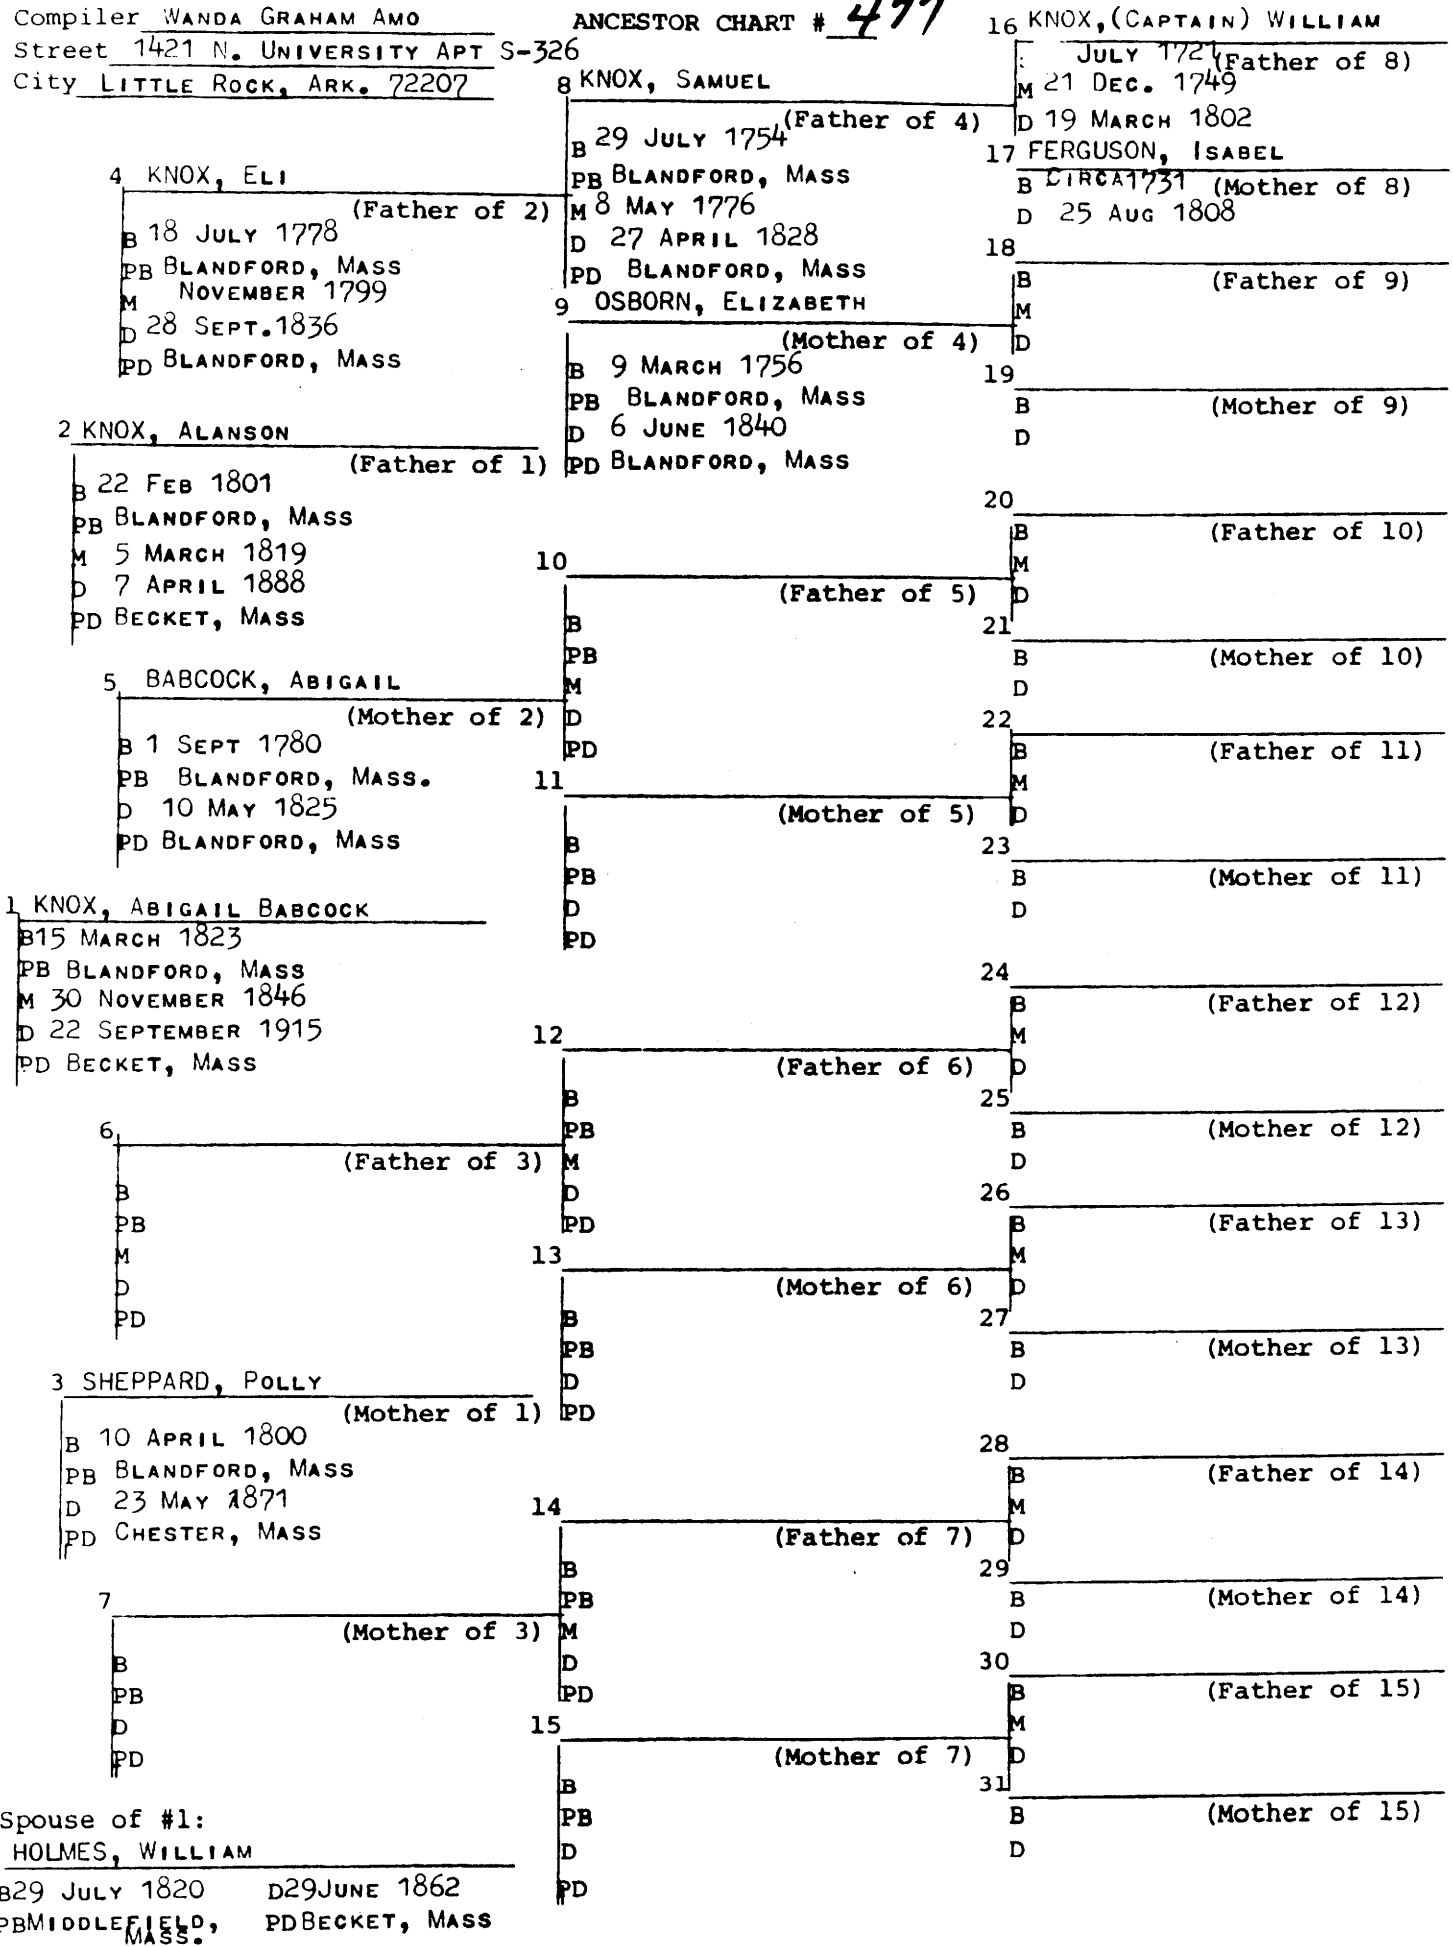 Compiler WANDA GRAHAM AMO
Street 1421 N. UNIVERSITY APT S-326
City LITTLE ROCK, ARK. 72207
ANCESTOR CHART # 477
1 KNOX, ABIGAIL BABCOCK
B 15 MARCH 1823
PB BLANDFORD, MASS
M 30 NOVEMBER 1846
D 22 SEPTEMBER 1915
PD BECKET, MASS
2 KNOX, ALANSON
(Father of 1)
B 22 FEB 1801
PB BLANDFORD, MASS
M 5 MARCH 1819
D 7 APRIL 1888
PD BECKET, MASS
3 SHEPPARD, POLLY
(Mother of 1)
B 10 APRIL 1800
PB BLANDFORD, MASS
D 23 MAY 1871
PD CHESTER, MASS
4 KNOX, ELI
(Father of 2)
B 18 JULY 1778
PB BLANDFORD, MASS
M NOVEMBER 1799
D 28 SEPT. 1836
PD BLANDFORD, MASS
5 BABCOCK, ABIGAIL
(Mother of 2)
B 1 SEPT 1780
PB BLANDFORD, MASS.
D 10 MAY 1825
PD BLANDFORD, MASS
6
(Father of 3)
B
PB
M
D
PD
7
(Mother of 3)
B
PB
D
PD
Spouse of #1:
HOLMES, WILLIAM
B29 JULY 1820 D29JUNE 1862
PBMIDDLEFIELD, MASS. PDBECKET, MASS
8 KNOX, SAMUEL
(Father of 4)
B 29 JULY 1754
PB BLANDFORD, MASS
M 8 MAY 1776
D 27 APRIL 1828
PD BLANDFORD, MASS
9 OSBORN, ELIZABETH
(Mother of 4)
B 9 MARCH 1756
PB BLANDFORD, MASS
D 6 JUNE 1840
PD BLANDFORD, MASS
10
(Father of 5)
B
PB
M
D
PD
11
(Mother of 5)
B
PB
D
PD
12
(Father of 6)
B
PB
M
D
PD
13
(Mother of 6)
B
PB
D
PD
14
(Father of 7)
B
PB
M
D
PD
15
(Mother of 7)
B
PB
D
PD
16 KNOX, (CAPTAIN) WILLIAM
(Father of 8)
JULY 1724
M 21 DEC. 1749
D 19 MARCH 1802
17 FERGUSON, ISABEL
B CIRCA1731 (Mother of 8)
D 25 AUG 1808
18
B (Father of 9)
M
D
19
B (Mother of 9)
D
20
B (Father of 10)
M
D
21
B (Mother of 10)
D
22
B (Father of 11)
M
D
23
B (Mother of 11)
D
24
B (Father of 12)
M
D
25
B (Mother of 12)
D
26
B (Father of 13)
M
D
27
B (Mother of 13)
D
28
B (Father of 14)
M
D
29
B (Mother of 14)
D
30
B (Father of 15)
M
D
31
B (Mother of 15)
D